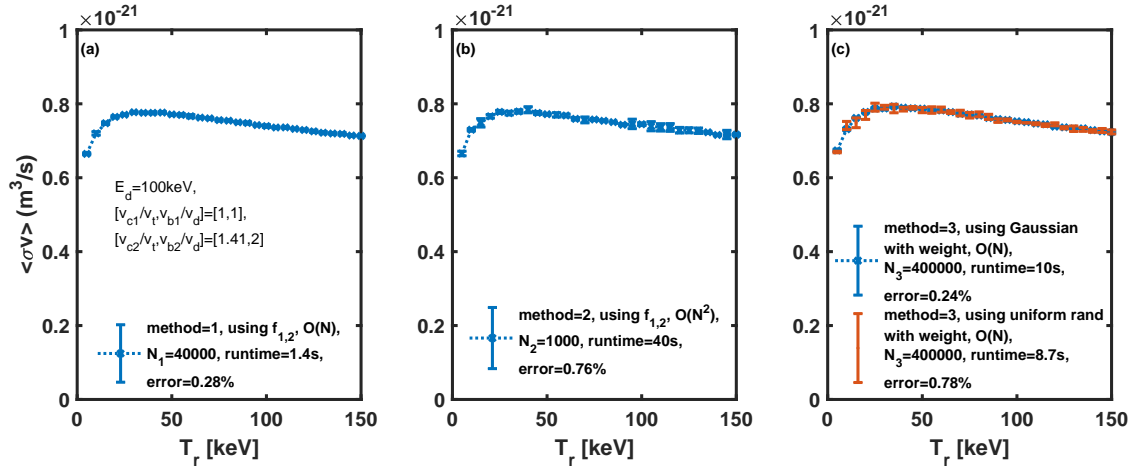 ×10^-21
(a)
1
0.8
0.6
0.4
0.2
0
<σv> (m^3/s)
E_d=100keV,
[v_c1/v_t,v_b1/v_d]=[1,1],
[v_c2/v_t,v_b2/v_d]=[1.41,2]
method=1, using f_1,2, O(N),
N_1=40000, runtime=1.4s,
error=0.28%
0 50 100 150
T_r [keV]
×10^-21
(b)
1
0.8
0.6
0.4
0.2
0
method=2, using f_1,2, O(N^2),
N_2=1000, runtime=40s,
error=0.76%
0 50 100 150
T_r [keV]
×10^-21
(c)
1
0.8
0.6
0.4
0.2
0
method=3, using Gaussian
with weight, O(N),
N_3=400000, runtime=10s,
error=0.24%
method=3, using uniform rand
with weight, O(N),
N_3=400000, runtime=8.7s,
error=0.78%
0 50 100 150
T_r [keV]